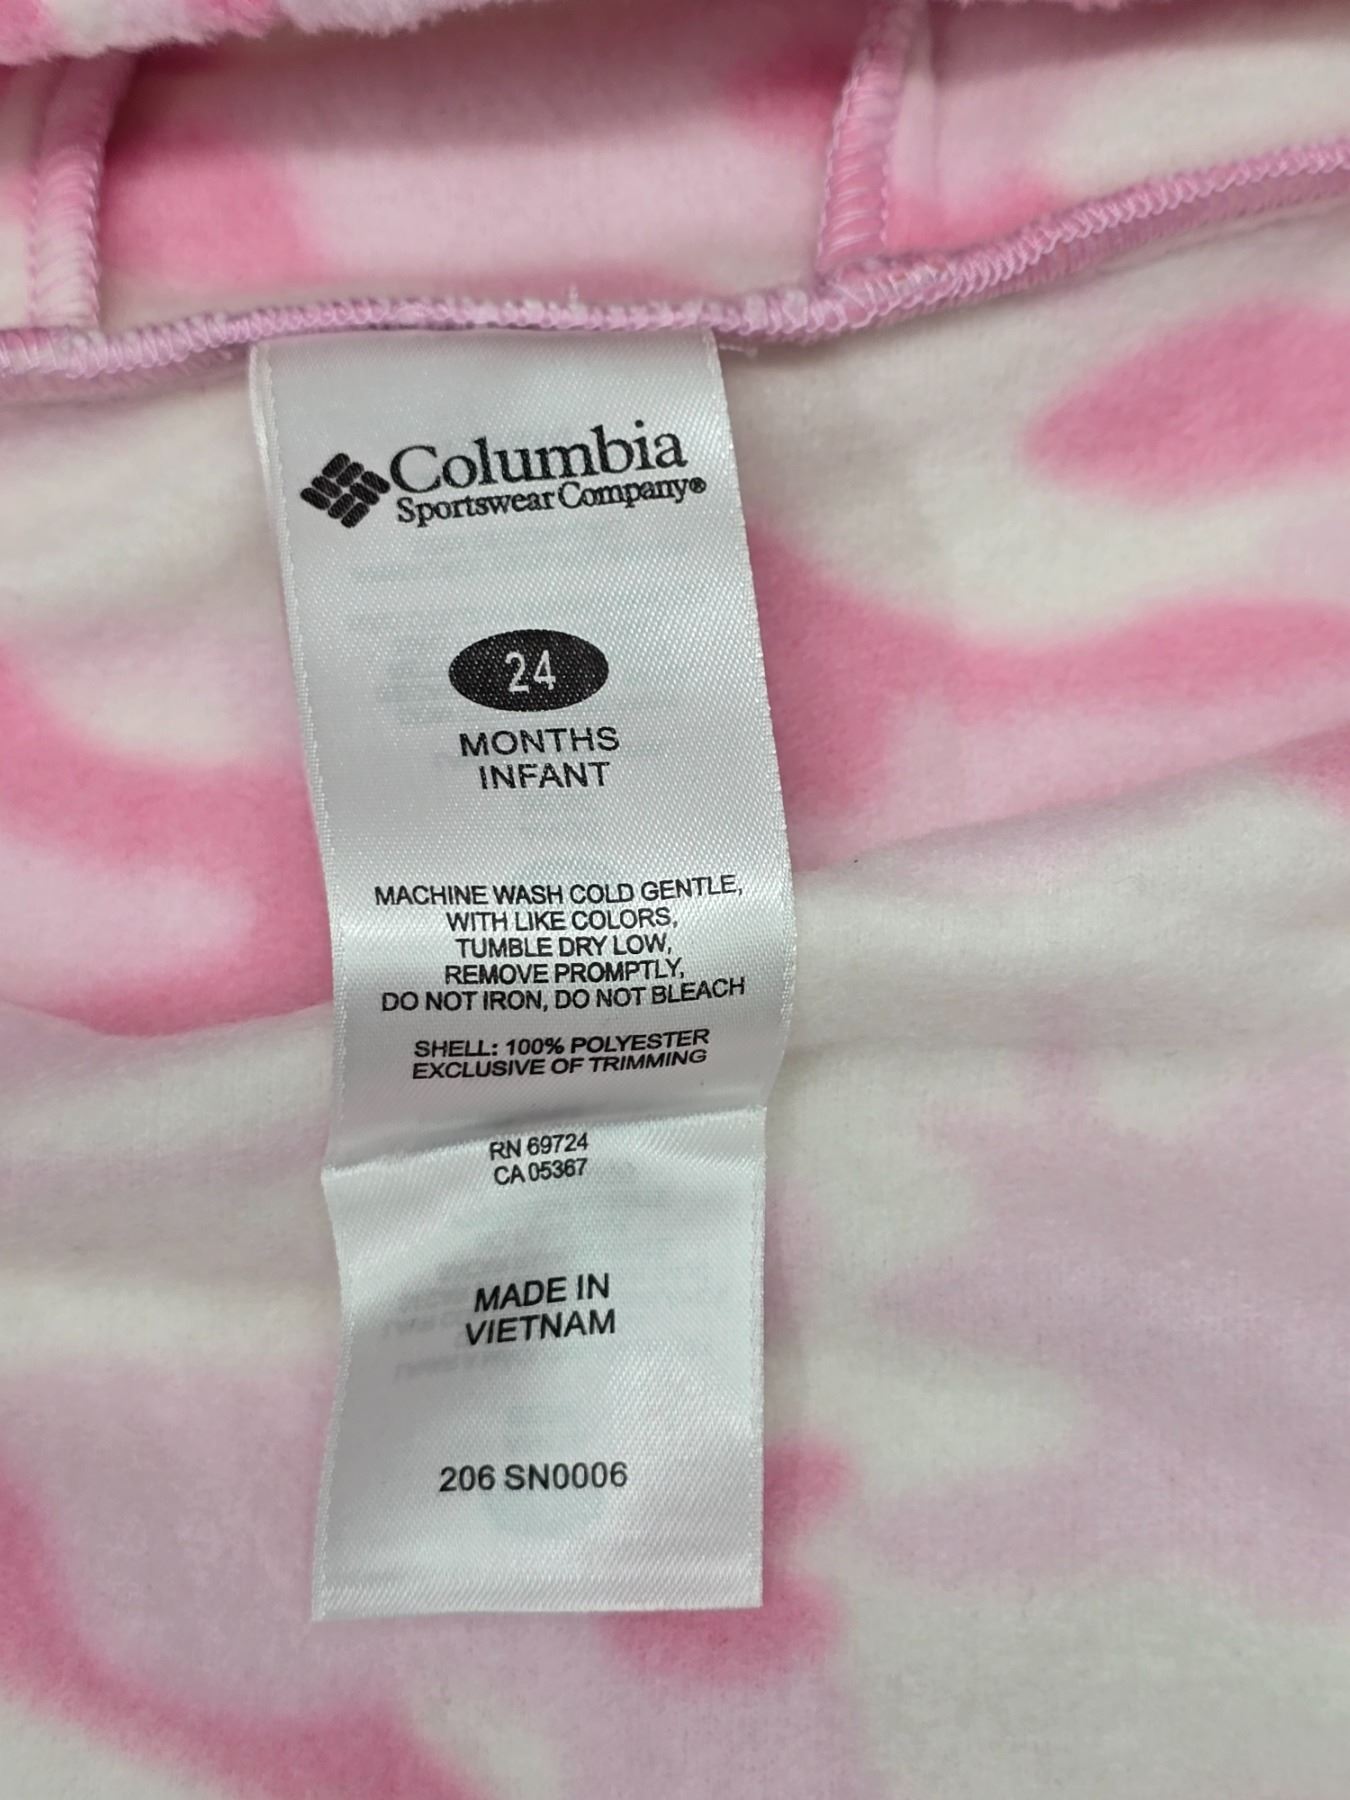 Columbia
Sportswear Company®
24
MONTHS
INFANT
MACHINE WASH COLD GENTLE,
WITH LIKE COLORS,
TUMBLE DRY LOW,
REMOVE PROMPTLY,
DO NOT IRON, DO NOT BLEACH
SHELL: 100% POLYESTER
EXCLUSIVE OF TRIMMING
RN 69724
CA 05367
MADE IN
VIETNAM
206 SN0006